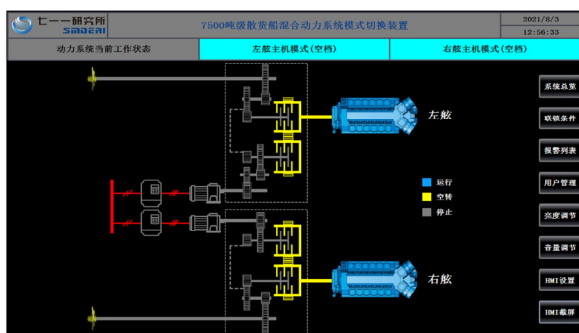 七一一研究所
SMDERI
7500吨级散货船混合动力系统模式切换装置
2021/8/3
12:56:33
动力系统当前工作状态
左舷主机模式(空档)
右舷主机模式(空档)
系统总览
左舷
联锁条件
报警列表
运行
用户管理
空转
停止
亮度调节
音量调节
右舷
HMI设置
HMI截屏